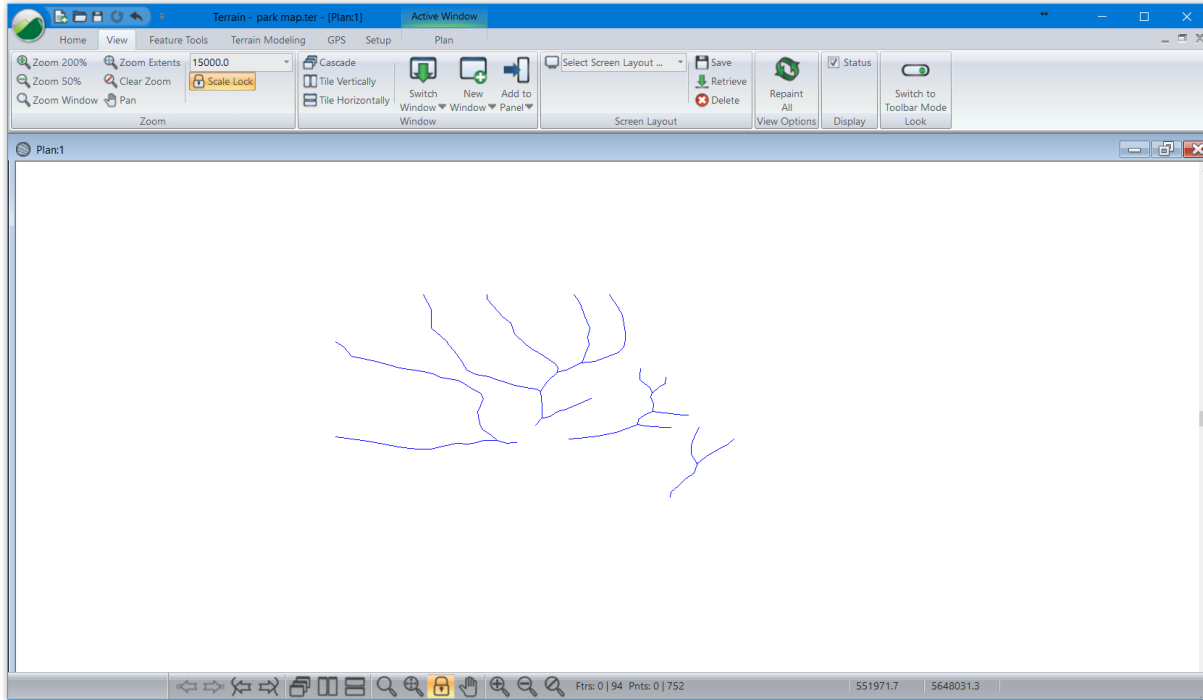 Terrain - park map.ter - [Plan:1]
Active Window
Home View Feature Tools Terrain Modeling GPS Setup Plan
Zoom 200% Zoom Extents 15000.0
Zoom 50% Clear Zoom Scale Lock
Zoom Window Pan
Zoom
Cascade
Tile Vertically
Tile Horizontally
Switch Window
New Window
Add to Panel
Window
Select Screen Layout ...
Save
Retrieve
Delete
Screen Layout
Repaint All
View Options
Status
Display
Switch to Toolbar Mode
Look
Plan:1
Ftrs: 0 | 94 Pnts: 0 | 752 551971.7 5648031.3